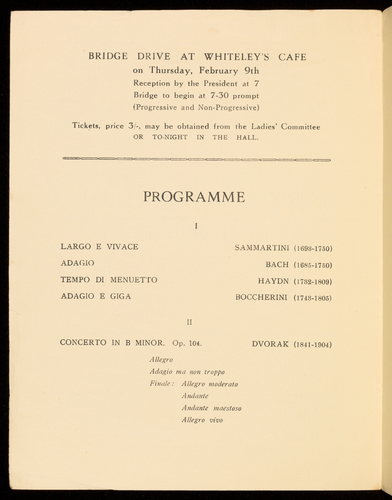 BRIDGE DRIVE AT WHITELEY'S CAFE
on Thursday, February 9th
Reception by the President at 7
Bridge to begin at 7-30 prompt
(Progressive and Non-Progressive)
Tickets, price 3/-, may be obtained from the Ladies' Committee
OR TO-NIGHT IN THE HALL.
PROGRAMME
I
LARGO E VIVACE SAMMARTINI (1693-1750)
ADAGIO BACH (1685-1750)
TEMPO DI MENUETTO HAYDN (1732-1809)
ADAGIO E GIGA BOCCHERINI (1743-1805)
II
CONCERTO IN B MINOR. Op. 104. DVORAK (1841-1904)
Allegro
Adagio ma non troppo
Finale: Allegro moderato
Andante
Andante maestoso
Allegro vivo